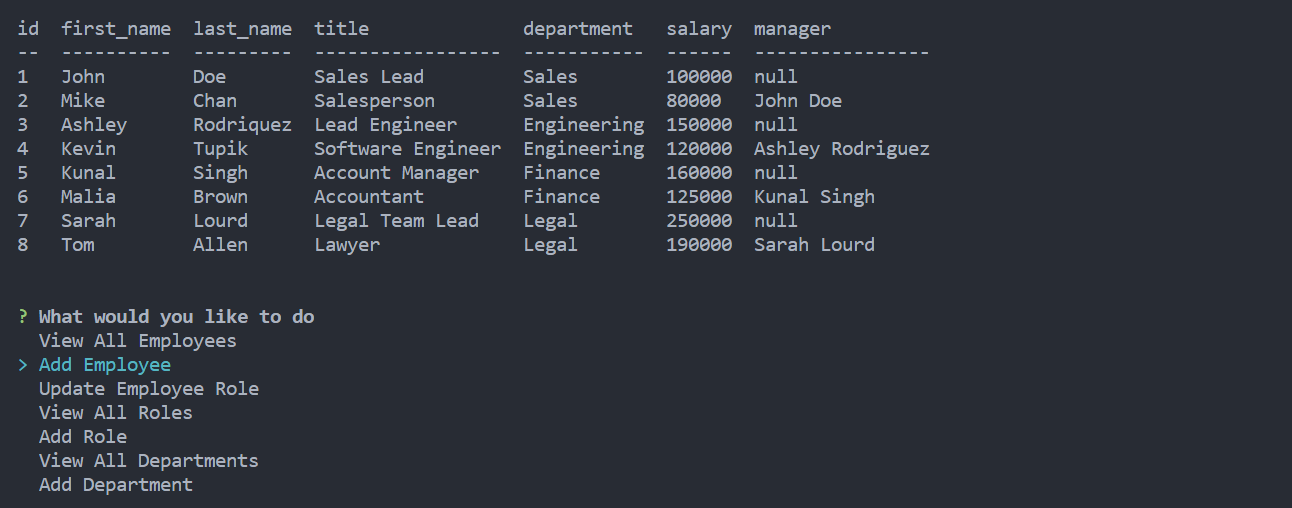 id  first_name  last_name  title              department   salary  manager
--  ----------  ---------  -----------------  -----------  ------  ----------------
1   John        Doe        Sales Lead         Sales        100000  null
2   Mike        Chan       Salesperson        Sales        80000   John Doe
3   Ashley      Rodriquez  Lead Engineer      Engineering  150000  null
4   Kevin       Tupik      Software Engineer  Engineering  120000  Ashley Rodriguez
5   Kunal       Singh      Account Manager    Finance      160000  null
6   Malia       Brown      Accountant         Finance      125000  Kunal Singh
7   Sarah       Lourd      Legal Team Lead    Legal        250000  null
8   Tom         Allen      Lawyer             Legal        190000  Sarah Lourd
? What would you like to do
  View All Employees
> Add Employee
  Update Employee Role
  View All Roles
  Add Role
  View All Departments
  Add Department